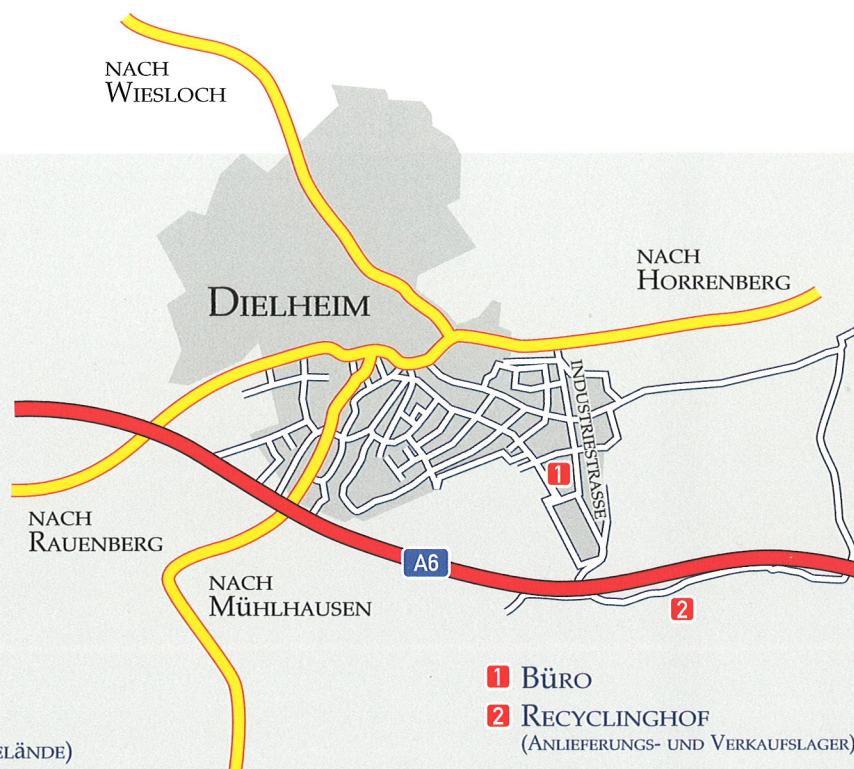 NACH
WIESLOCH
DIELHEIM
NACH
HORRENBERG
INDUSTRIESTRASSE
1
NACH
RAUENBERG
A6
NACH
MÜHLHAUSEN
2
1 BÜRO
2 RECYCLINGHOF
(ANLIEFERUNGS- UND VERKAUFSLAGER)
ELÄNDE)